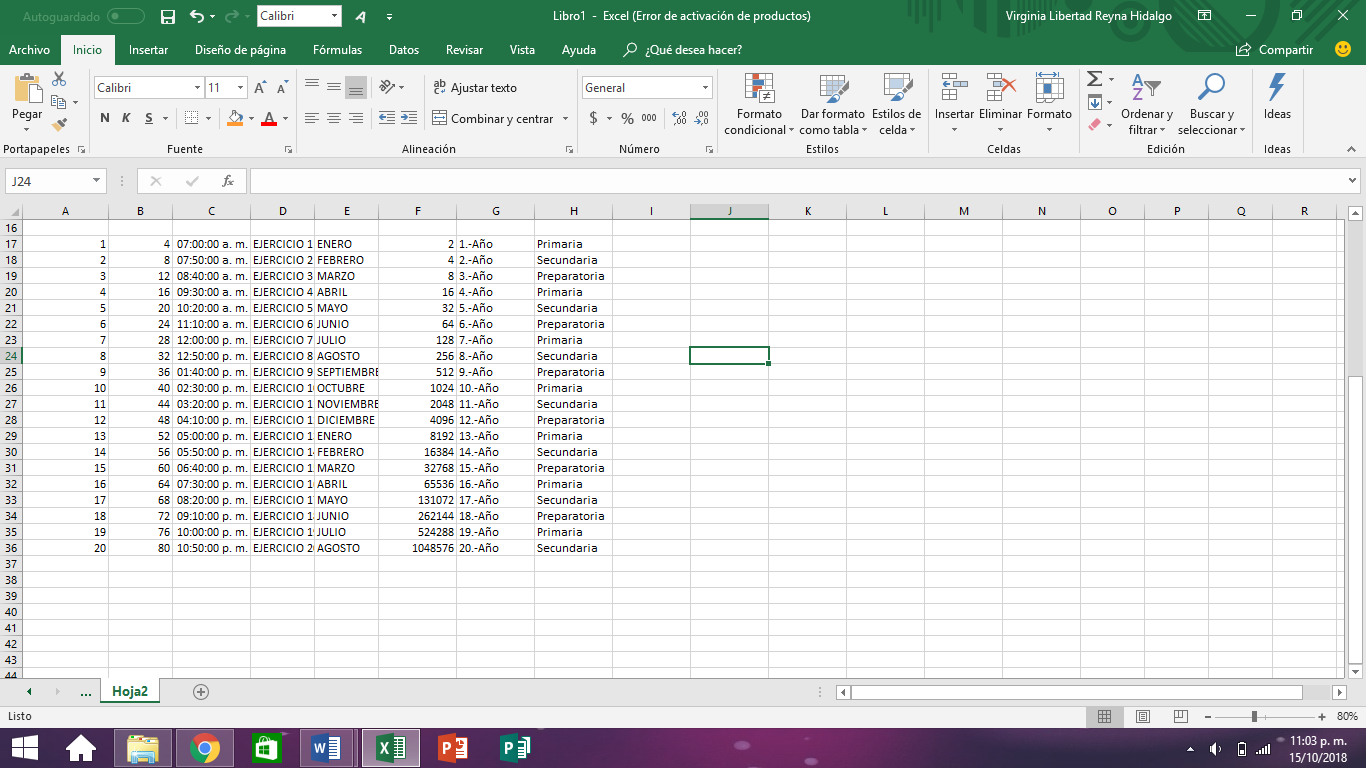 Autoguardado Calibri Libro1 - Excel (Error de activación de productos) Virginia Libertad Reyna Hidalgo
Archivo Inicio Insertar Diseño de página Fórmulas Datos Revisar Vista Ayuda ¿Qué desea hacer? Compartir
Calibri 11 A A ab Ajustar texto General Σ A Z
Pegar Formato condicional Dar formato como tabla Estilos de celda Insertar Eliminar Formato Ordenar y filtrar Buscar y seleccionar Ideas
N K S A Combinar y centrar $ % 000
Portapapeles Fuente Alineación Número Estilos Celdas Edición Ideas
J24 fx
A B C D E F G H I J K L M N O P Q R
16
17 1 4 07:00:00 a. m. EJERCICIO 1 ENERO 2 1.-Año Primaria
18 2 8 07:50:00 a. m. EJERCICIO 2 FEBRERO 4 2.-Año Secundaria
19 3 12 08:40:00 a. m. EJERCICIO 3 MARZO 8 3.-Año Preparatoria
20 4 16 09:30:00 a. m. EJERCICIO 4 ABRIL 16 4.-Año Primaria
21 5 20 10:20:00 a. m. EJERCICIO 5 MAYO 32 5.-Año Secundaria
22 6 24 11:10:00 a. m. EJERCICIO 6 JUNIO 64 6.-Año Preparatoria
23 7 28 12:00:00 p. m. EJERCICIO 7 JULIO 128 7.-Año Primaria
24 8 32 12:50:00 p. m. EJERCICIO 8 AGOSTO 256 8.-Año Secundaria
25 9 36 01:40:00 p. m. EJERCICIO 9 SEPTIEMBRE 512 9.-Año Preparatoria
26 10 40 02:30:00 p. m. EJERCICIO 1 OCTUBRE 1024 10.-Año Primaria
27 11 44 03:20:00 p. m. EJERCICIO 1 NOVIEMBRE 2048 11.-Año Secundaria
28 12 48 04:10:00 p. m. EJERCICIO 1 DICIEMBRE 4096 12.-Año Preparatoria
29 13 52 05:00:00 p. m. EJERCICIO 1 ENERO 8192 13.-Año Primaria
30 14 56 05:50:00 p. m. EJERCICIO 1 FEBRERO 16384 14.-Año Secundaria
31 15 60 06:40:00 p. m. EJERCICIO 1 MARZO 32768 15.-Año Preparatoria
32 16 64 07:30:00 p. m. EJERCICIO 1 ABRIL 65536 16.-Año Primaria
33 17 68 08:20:00 p. m. EJERCICIO 1 MAYO 131072 17.-Año Secundaria
34 18 72 09:10:00 p. m. EJERCICIO 1 JUNIO 262144 18.-Año Preparatoria
35 19 76 10:00:00 p. m. EJERCICIO 1 JULIO 524288 19.-Año Primaria
36 20 80 10:50:00 p. m. EJERCICIO 2 AGOSTO 1048576 20.-Año Secundaria
37
38
39
40
41
42
43
44
... Hoja2
Listo 80%
11:03 p. m.
15/10/2018